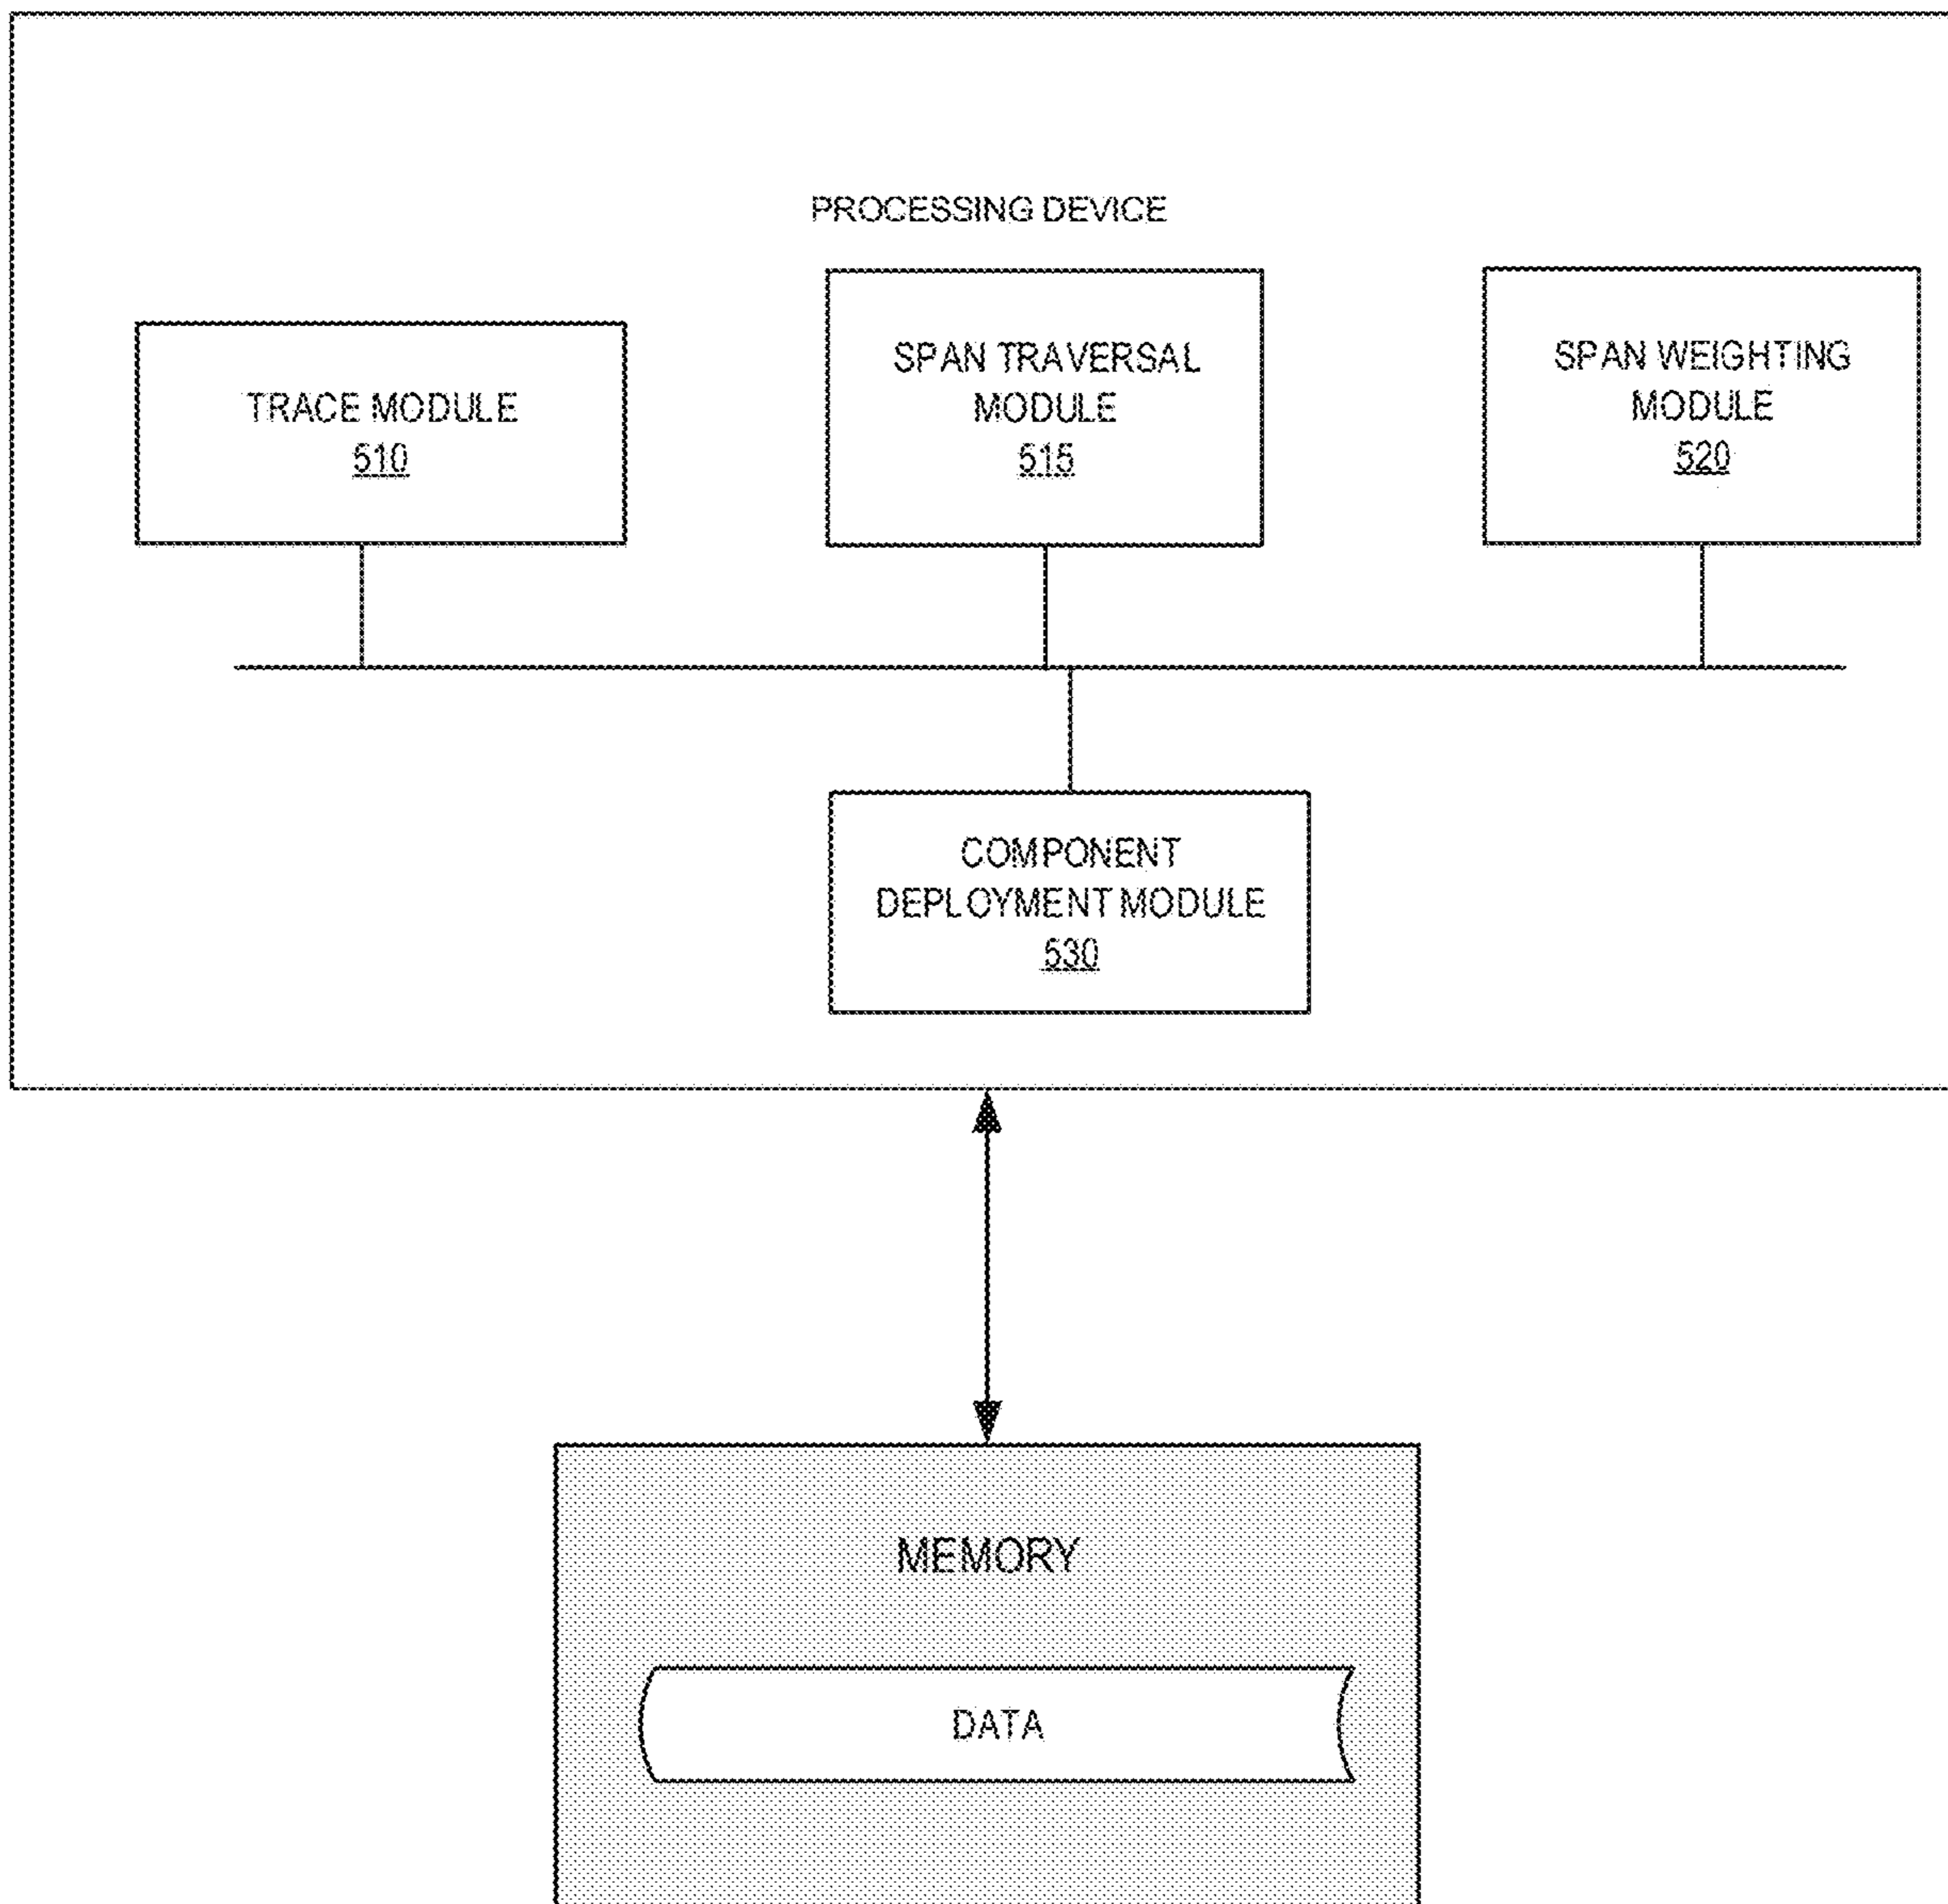 PROCESSING DEVICE
TRACE MODULE
510
SPAN TRAVERSAL
MODULE
515
SPAN WEIGHTING
MODULE
520
COMPONENT
DEPLOYMENT MODULE
530
MEMORY
DATA